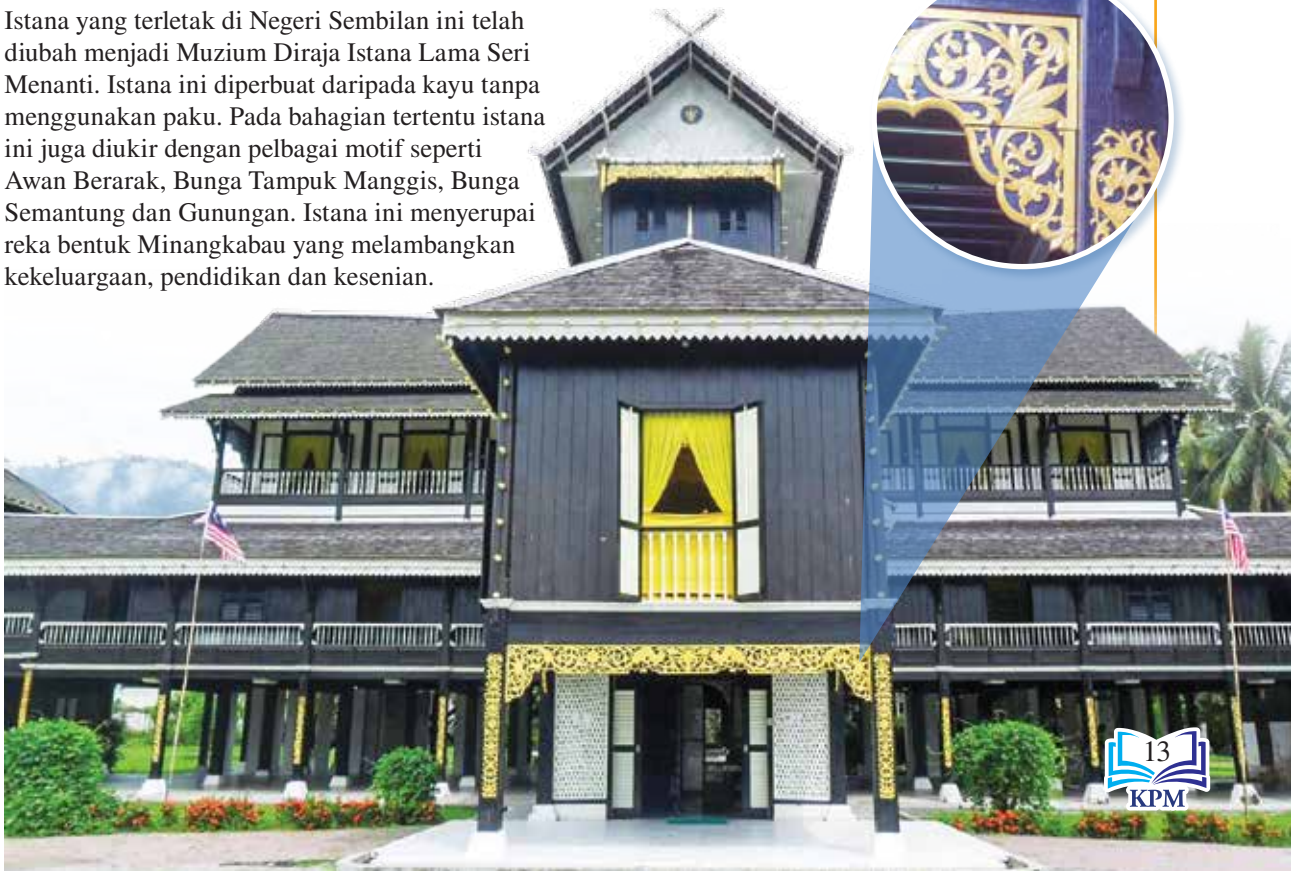 Istana yang terletak di Negeri Sembilan ini telah
diubah menjadi Muzium Diraja Istana Lama Seri
Menanti. Istana ini diperbuat daripada kayu tanpa
menggunakan paku. Pada bahagian tertentu istana
ini juga diukir dengan pelbagai motif seperti
Awan Berarak, Bunga Tampuk Manggis, Bunga
Semantung dan Gunungan. Istana ini menyerupai
reka bentuk Minangkabau yang melambangkan
kekeluargaan, pendidikan dan kesenian.
13
KPM